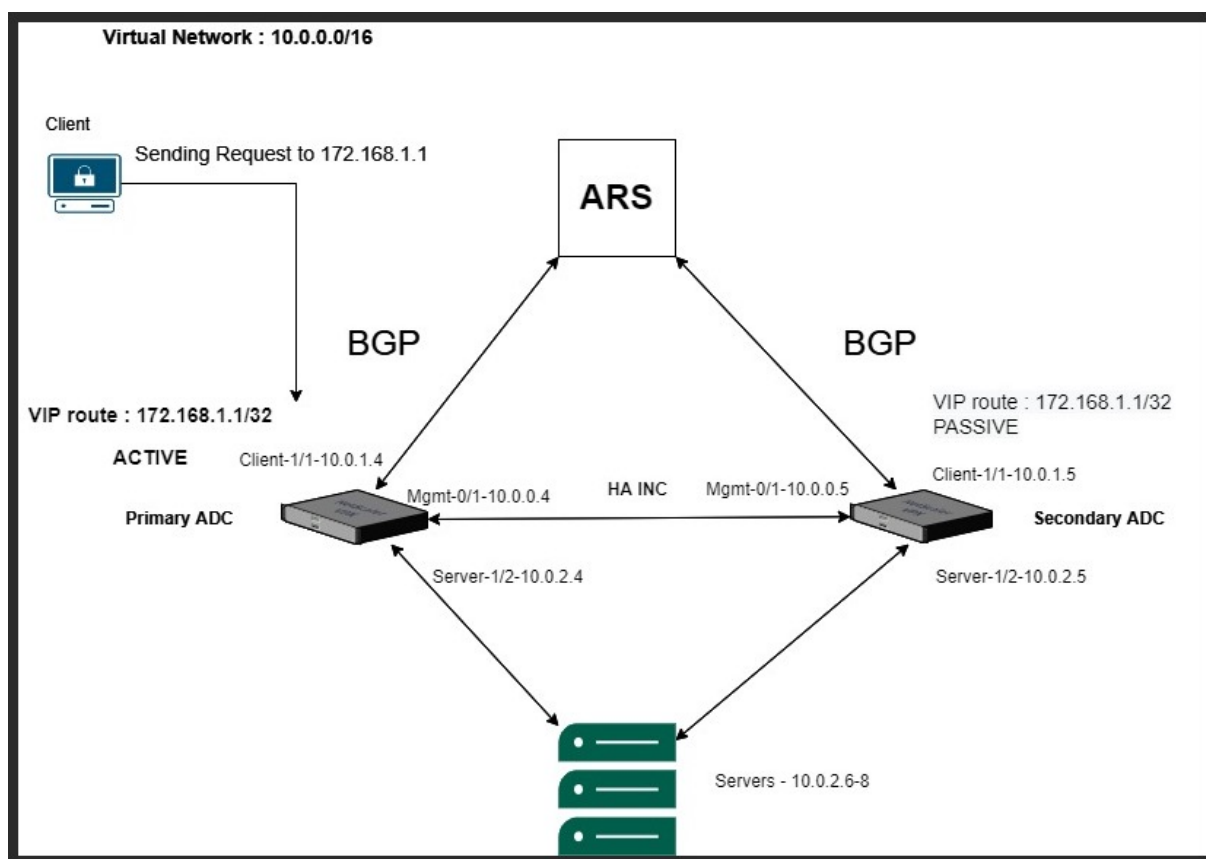 Virtual Network : 10.0.0.0/16
Client
Sending Request to 172.168.1.1
ARS
BGP
BGP
VIP route : 172.168.1.1/32
ACTIVE
VIP route : 172.168.1.1/32
PASSIVE
Client-1/1-10.0.1.4
Client-1/1-10.0.1.5
Mgmt-0/1-10.0.0.4
HA INC
Mgmt-0/1-10.0.0.5
Primary ADC
Secondary ADC
Server-1/2-10.0.2.4
Server-1/2-10.0.2.5
Servers - 10.0.2.6-8